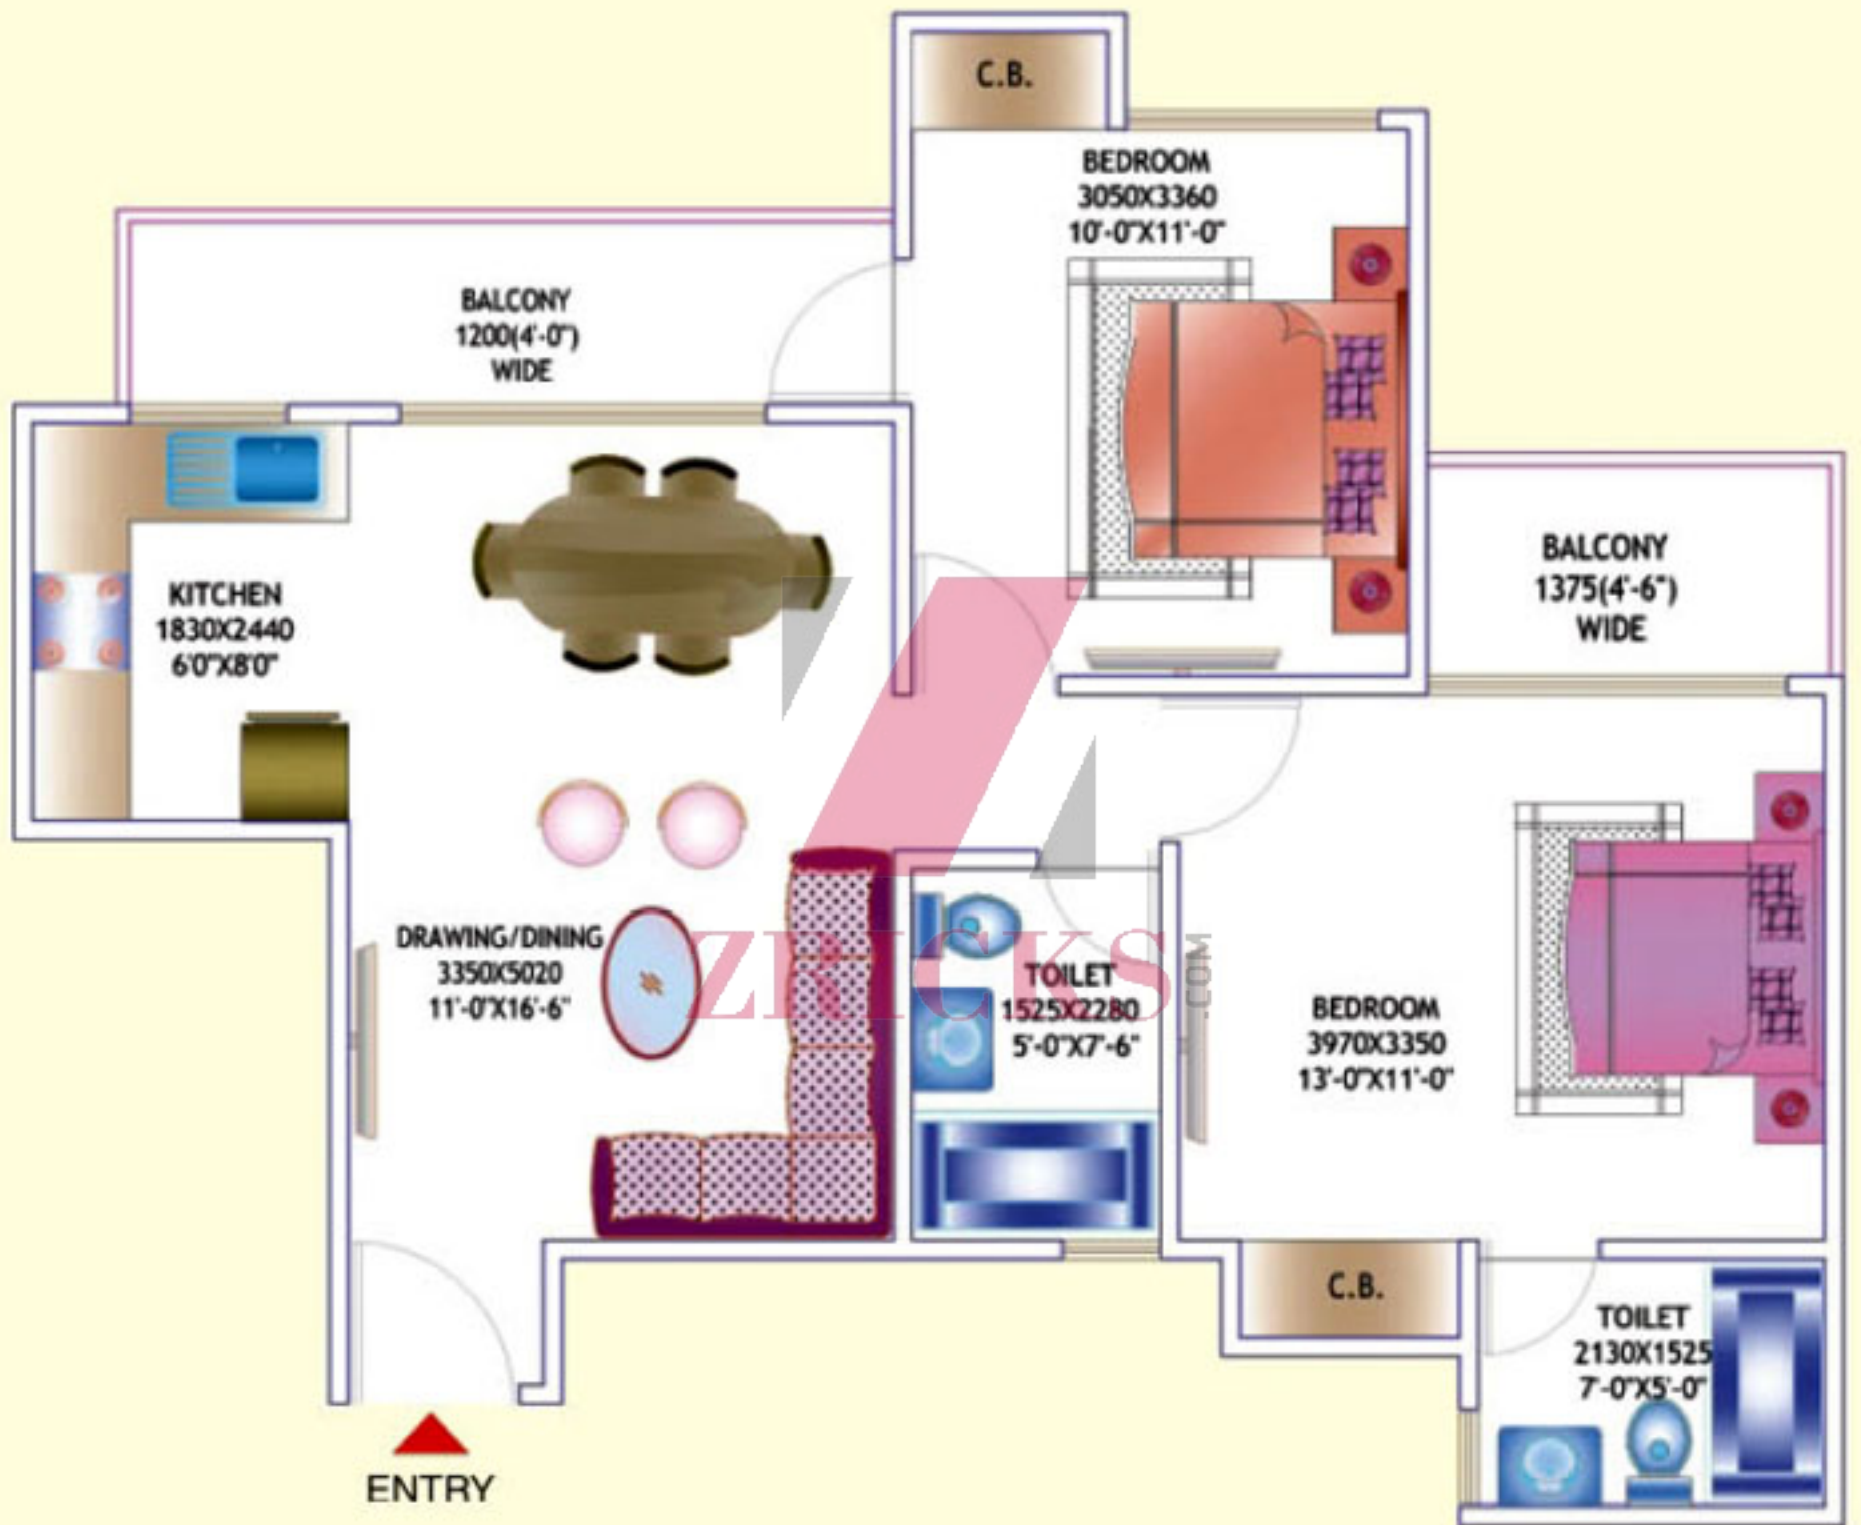 C.B.
BEDROOM
3050X3360
10'-0"X11'-0"
BALCONY
1200(4'-0")
WIDE
BALCONY
1375(4'-6")
WIDE
KITCHEN
1830X2440
6'0"X8'0"
DRAWING/DINING
3350X5020
11'-0"X16'-6"
ZRICKS
.COM
TOILET
1525X2280
5'-0"X7'-6"
BEDROOM
3970X3350
13'-0"X11'-0"
C.B.
TOILET
2130X1525
7'-0"X5'-0"
ENTRY